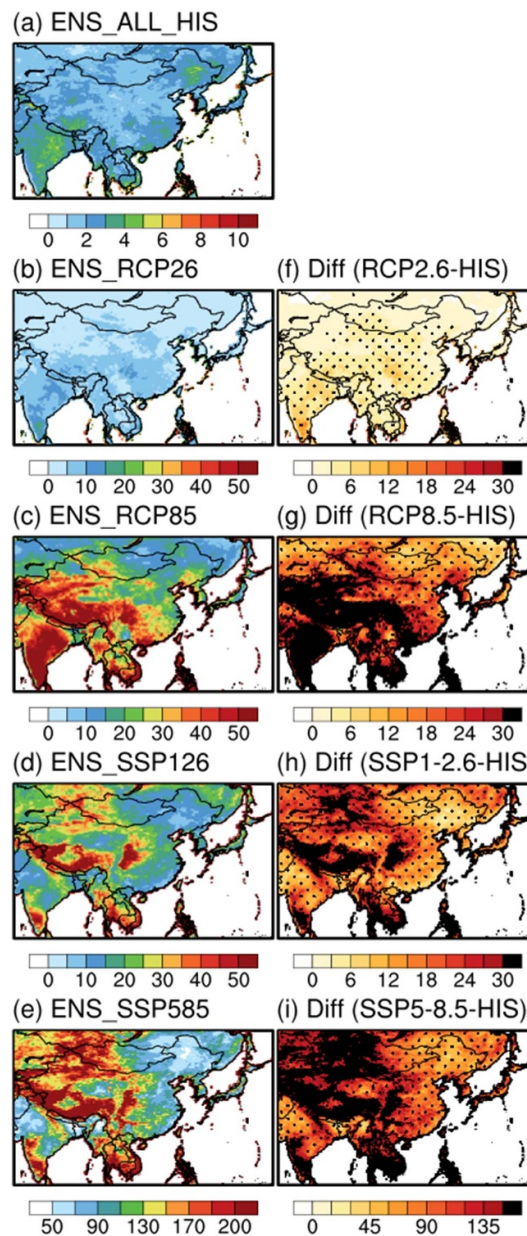 (a) ENS_ALL_HIS
0 2 4 6 8 10
(b) ENS_RCP26 (f) Diff (RCP2.6-HIS)
0 10 20 30 40 50 0 6 12 18 24 30
(c) ENS_RCP85 (g) Diff (RCP8.5-HIS)
0 10 20 30 40 50 0 6 12 18 24 30
(d) ENS_SSP126 (h) Diff (SSP1-2.6-HIS
0 10 20 30 40 50 0 6 12 18 24 30
(e) ENS_SSP585 (i) Diff (SSP5-8.5-HIS)
50 90 130 170 200 0 45 90 135